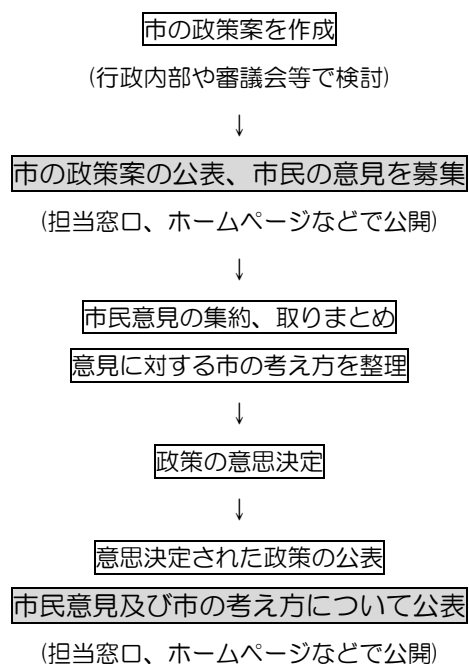 市の政策案を作成
(行政内部や審議会等で検討)
↓
市の政策案の公表、市民の意見を募集
(担当窓口、ホームページなどで公開)
↓
市民意見の集約、取りまとめ
意見に対する市の考え方を整理
↓
政策の意思決定
↓
意思決定された政策の公表
市民意見及び市の考え方について公表
(担当窓口、ホームページなどで公開)